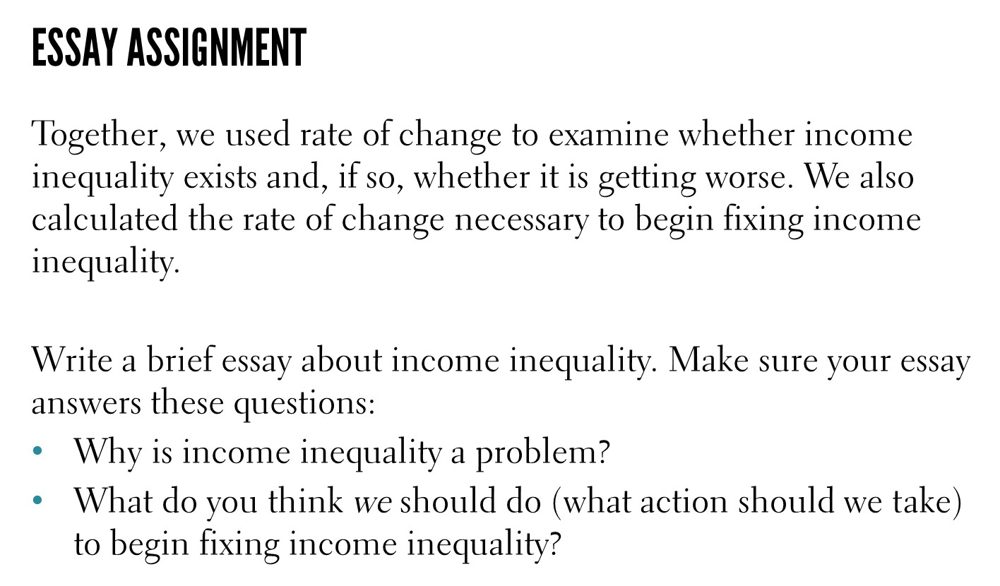 ESSAY ASSIGNMENT
Together, we used rate of change to examine whether income
inequality exists and, if so, whether it is getting worse. We also
calculated the rate of change necessary to begin fixing income
inequality.
Write a brief essay about income inequality. Make sure your essay
answers these questions:
• Why is income inequality a problem?
• What do you think we should do (what action should we take)
to begin fixing income inequality?